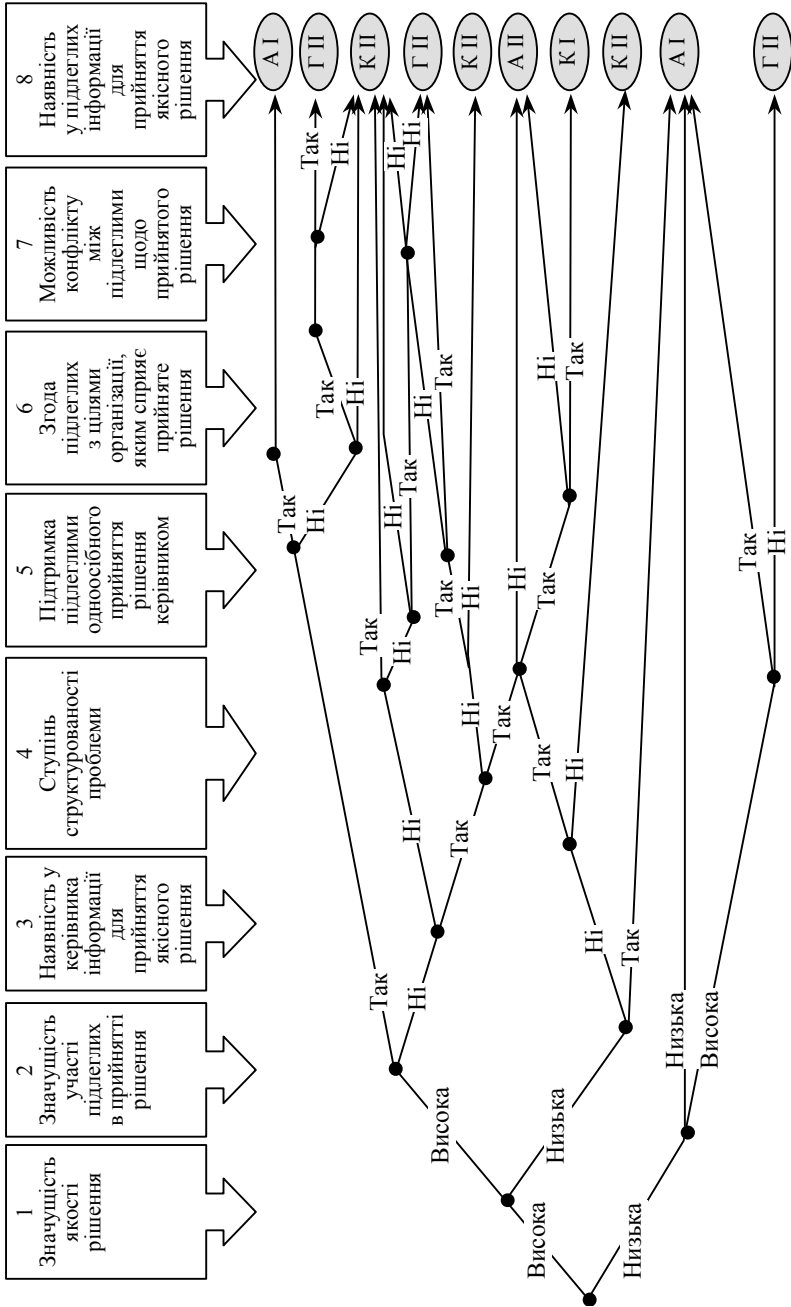 8
Наявність
у підлеглих
інформації
для
прийняття
якісного
рішення
7
Можливість
конфлікту
між
підлеглими
щодо
прийнятого
рішення
6
Згода
підлеглих
з цілями
організації,
яким сприяє
прийняте
рішення
5
Підтримка
підлеглими
одноосібного
прийняття
рішення
керівником
4
Ступінь
структурованості
проблеми
3
Наявність у
керівника
інформації
для
прийняття
якісного
рішення
2
Значущість
участі
підлеглих
в прийнятті
рішення
1
Значущість
якості
рішення
А І
Г ІІ
К ІІ
Г ІІ
К ІІ
А ІІ
К І
К ІІ
А І
Г ІІ
Так
Ні
Ні
Ні
Так
Ні
Ні
Так
Ні
Так
Так
Ні
Ні
Так
Так
Ні
Так
Ні
Ні
Так
Так
Ні
Так
Ні
Ні
Так
Так
Ні
Так
Ні
Так
Так
Ні
Ні
Так
Низька
Висока
Висока
Низька
Висока
Низька